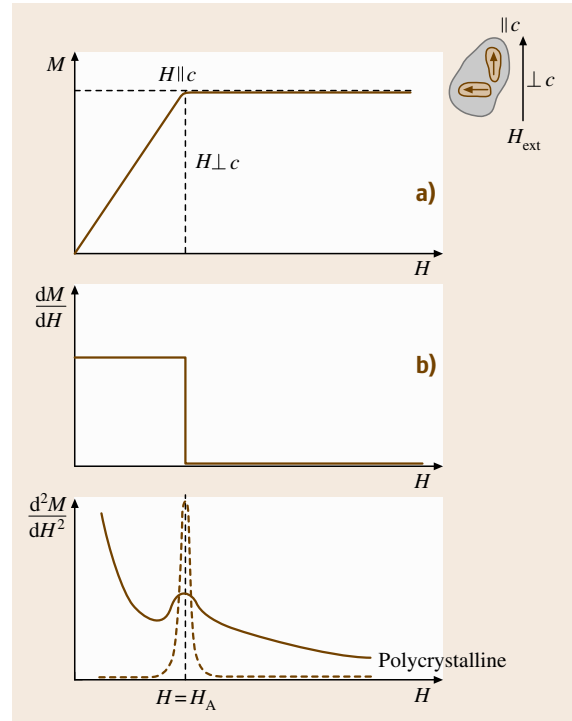 M
H∥c
H⊥c
a)
H
∥c
⊥c
H_ext
dM
dH
b)
H
d²M
dH²
Polycrystalline
H
H = H_A